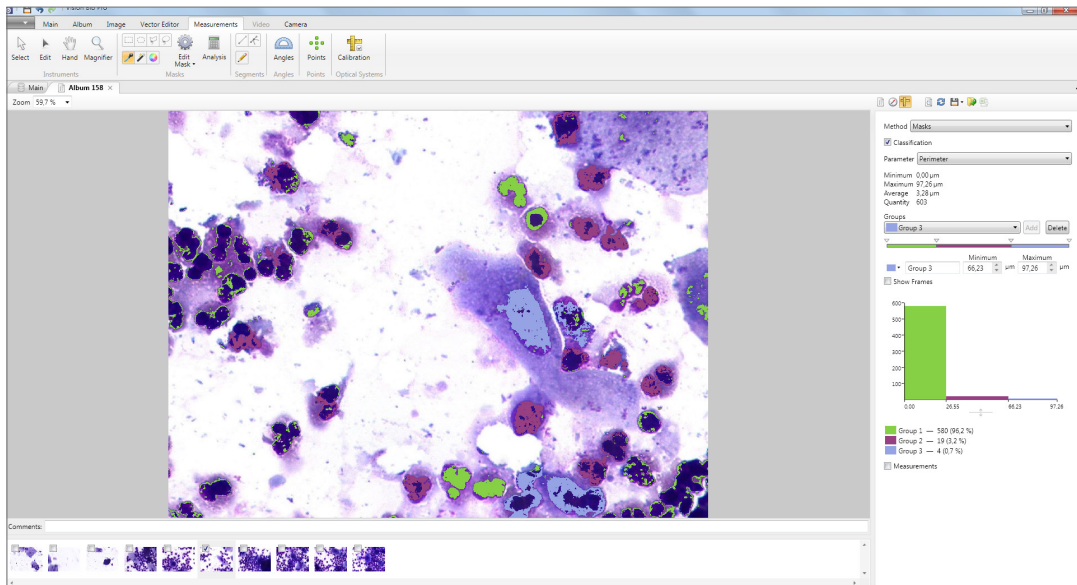 Vision Bio Pro
Main Album Image Vector Editor Measurements Video Camera
Select Edit Hand Magnifier Edit Mask Analysis Angles Points Calibration
Instruments Masks Segments Angles Points Optical Systems
Main Album 158
Zoom 59,7 %
Method Masks
Classification
Parameter Perimeter
Minimum 0,00 µm
Maximum 97,26 µm
Average 3,28 µm
Quantity 603
Groups
Group 3 Add Delete
Minimum Maximum
Group 3 66,23 µm 97,26 µm
Show Frames
600
500
400
300
200
100
0.00 26.55 66.23 97.26
Group 1 — 580 (96,2 %)
Group 2 — 19 (3,2 %)
Group 3 — 4 (0,7 %)
Measurements
Comments: